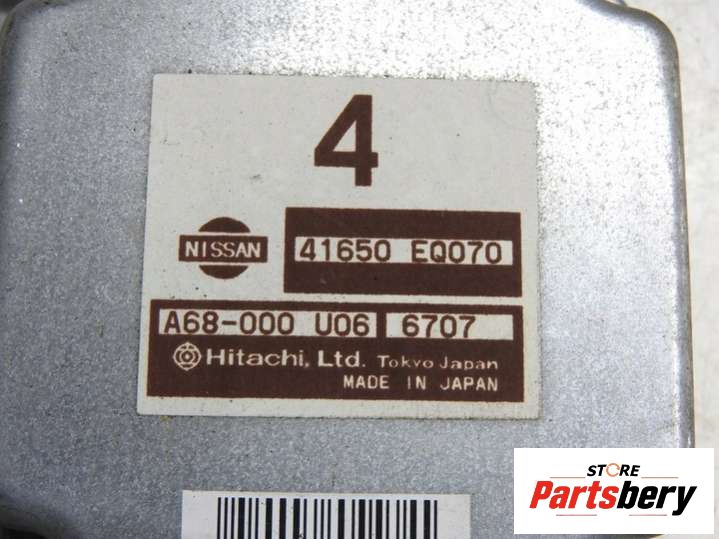 4
NISSAN
41650 EQ070
A68-000 U06 6707
Hitachi, Ltd. Tokyo Japan
MADE IN JAPAN
STORE
Partsbery